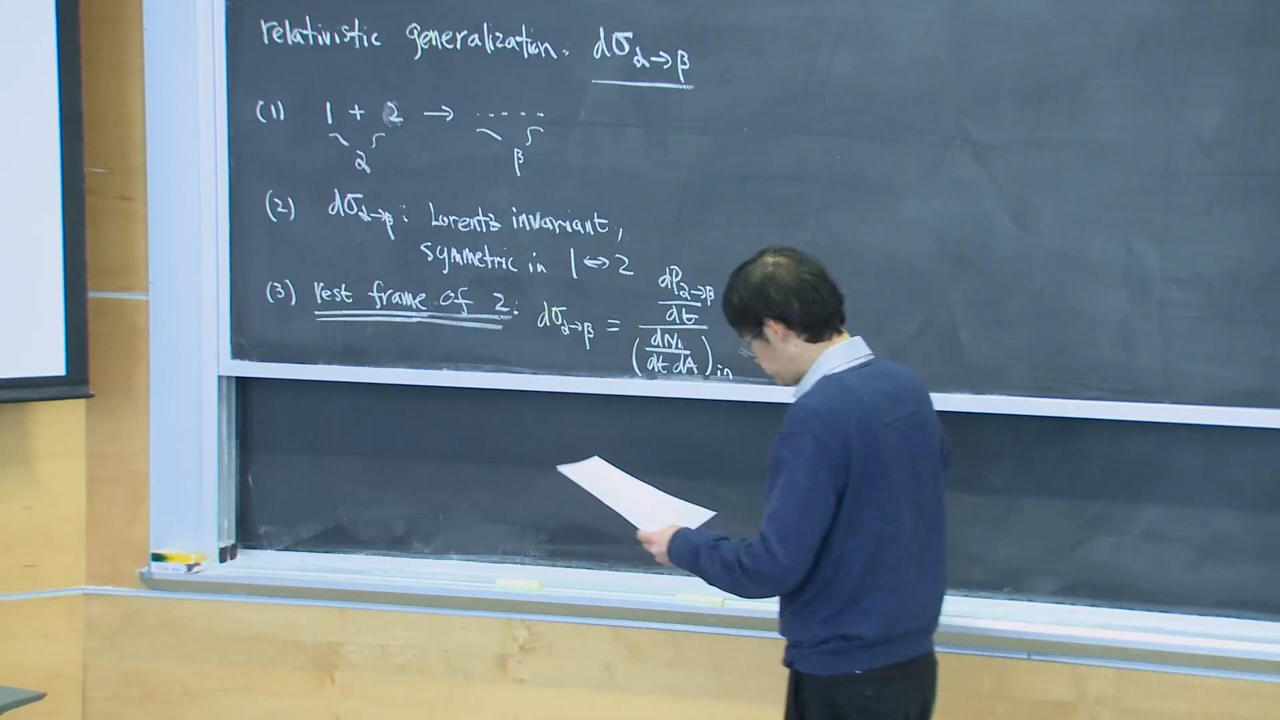 relativistic generalization. dσ_{α→β}
(1) 1 + 2 → .....
α β
(2) dσ_{α→β}: Lorentz invariant,
symmetric in 1 ↔ 2
(3) rest frame of 2: dσ_{α→β} = (dP_{α→β}/dt) / (dN_1/(dt dA))_{in}